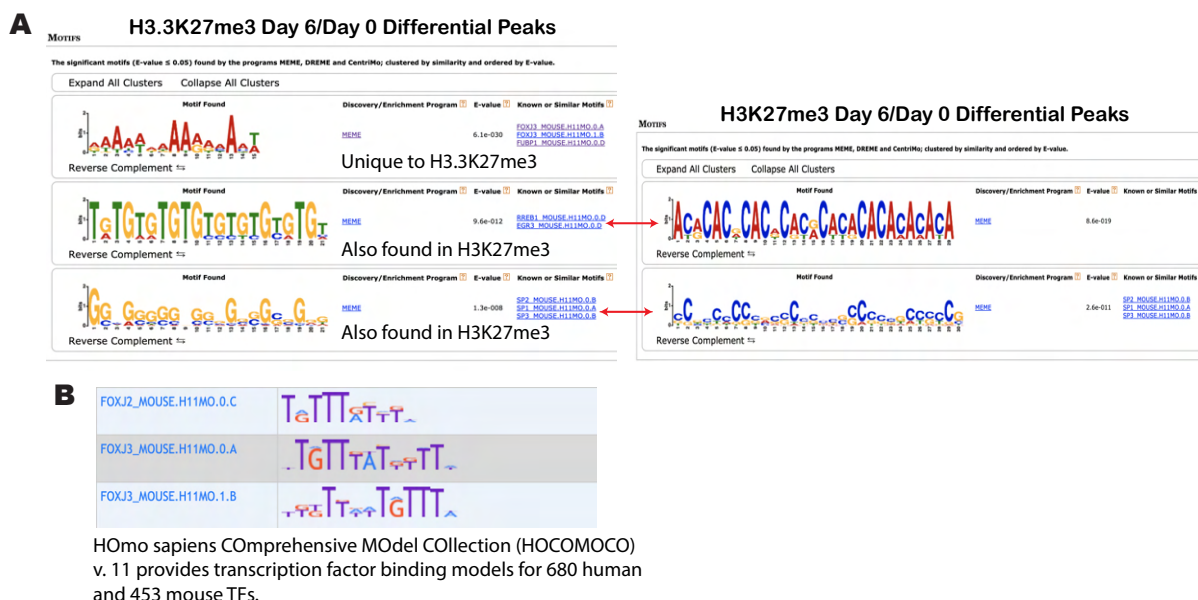 A
H3.3K27me3 Day 6/Day 0 Differential Peaks
MOTIFS
The significant motifs (E-value ≤ 0.05) found by the programs MEME, DREME and CentriMo; clustered by similarity and ordered by E-value.
Expand All Clusters Collapse All Clusters
Motif Found Discovery/Enrichment Program ? E-value ? Known or Similar Motifs ?
MEME 6.1e-030
FOXJ3_MOUSE.H11MO.0.A
FOXJ3_MOUSE.H11MO.1.B
FUBP1_MOUSE.H11MO.0.D
Unique to H3.3K27me3
Reverse Complement ⇆
Motif Found Discovery/Enrichment Program ? E-value ? Known or Similar Motifs ?
MEME 9.6e-012
RREB1_MOUSE.H11MO.0.D
EGR3_MOUSE.H11MO.0.D
Also found in H3K27me3
Reverse Complement ⇆
Motif Found Discovery/Enrichment Program ? E-value ? Known or Similar Motifs ?
MEME 1.3e-008
SP2_MOUSE.H11MO.0.B
SP1_MOUSE.H11MO.0.A
SP3_MOUSE.H11MO.0.B
Also found in H3K27me3
Reverse Complement ⇆
H3K27me3 Day 6/Day 0 Differential Peaks
MOTIFS
The significant motifs (E-value ≤ 0.05) found by the programs MEME, DREME and CentriMo; clustered by similarity and ordered by E-value.
Expand All Clusters Collapse All Clusters
Motif Found Discovery/Enrichment Program ? E-value ? Known or Similar Motifs
MEME 8.6e-019
Reverse Complement ⇆
Motif Found Discovery/Enrichment Program ? E-value ? Known or Similar Motifs
MEME 2.6e-011
SP2_MOUSE.H11MO.0.B
SP1_MOUSE.H11MO.0.A
SP3_MOUSE.H11MO.0.B
Reverse Complement ⇆
B
FOXJ2_MOUSE.H11MO.0.C
FOXJ3_MOUSE.H11MO.0.A
FOXJ3_MOUSE.H11MO.1.B
HOmo sapiens COmprehensive MOdel COllection (HOCOMOCO)
v. 11 provides transcription factor binding models for 680 human
and 453 mouse TFs.